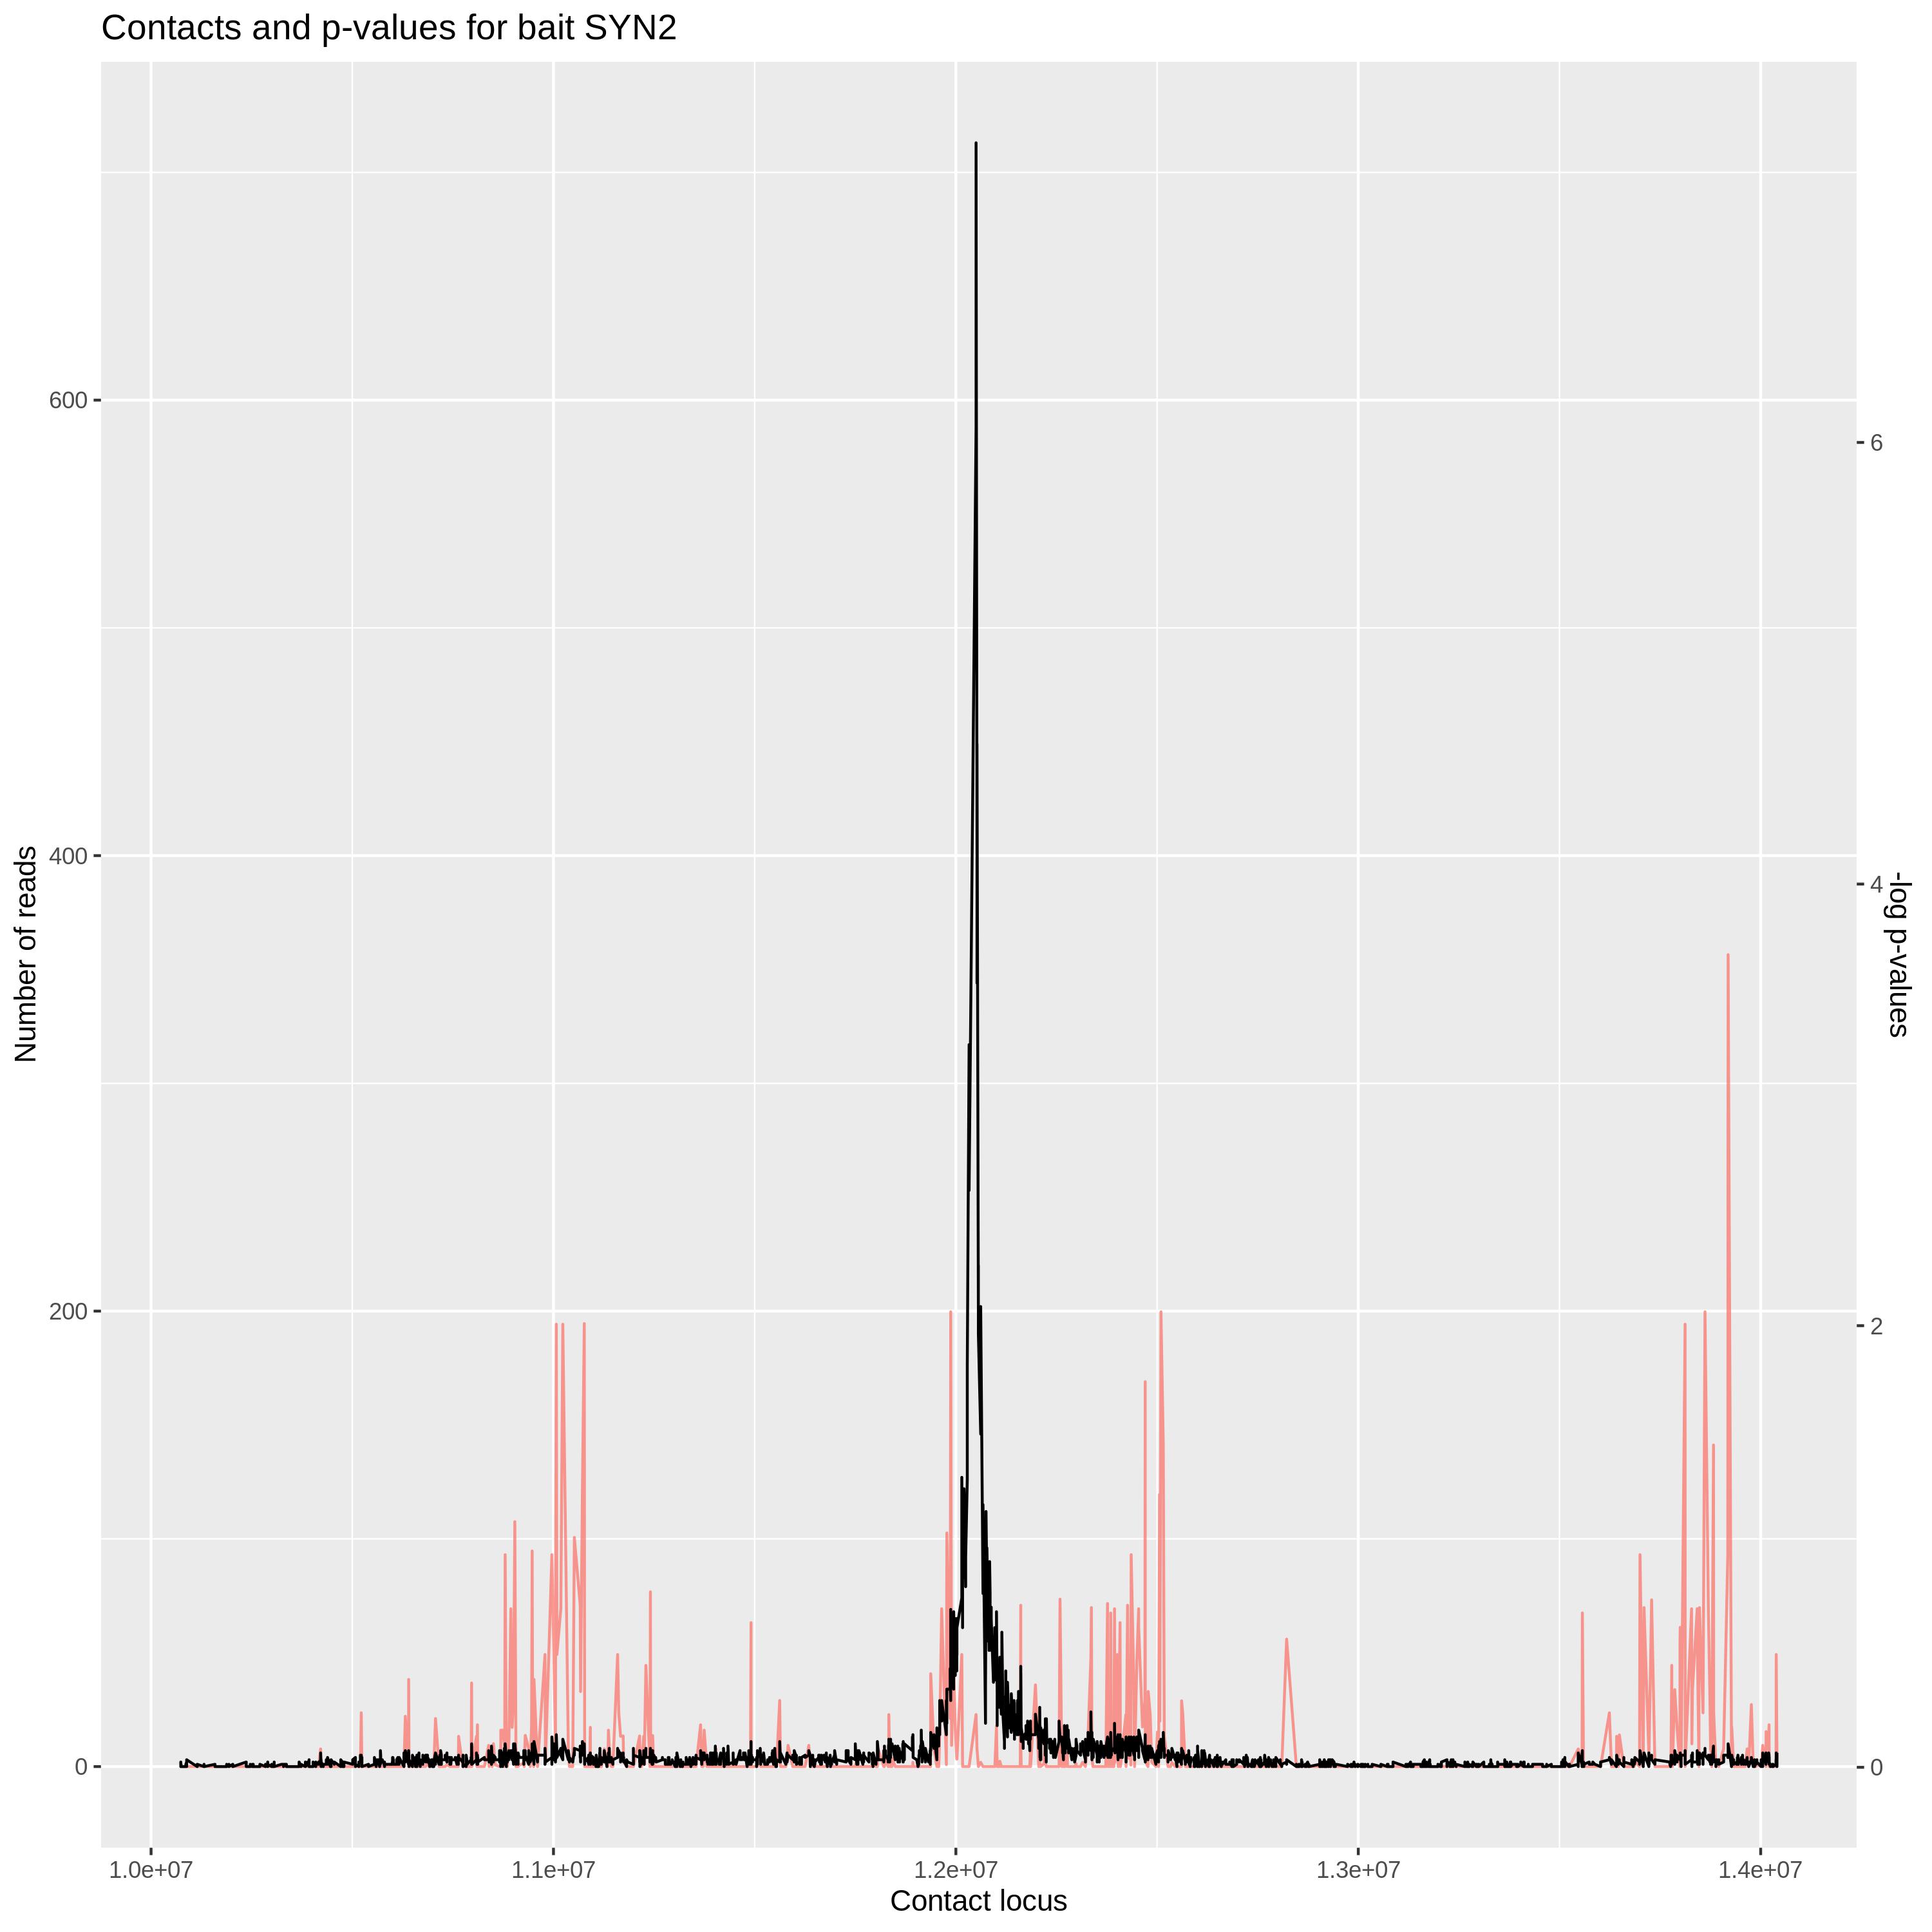 Contacts and p-values for bait SYN2
Number of reads
600
400
200
0
6
4
2
0
-log p-values
1.0e+07 1.1e+07 1.2e+07 1.3e+07 1.4e+07
Contact locus